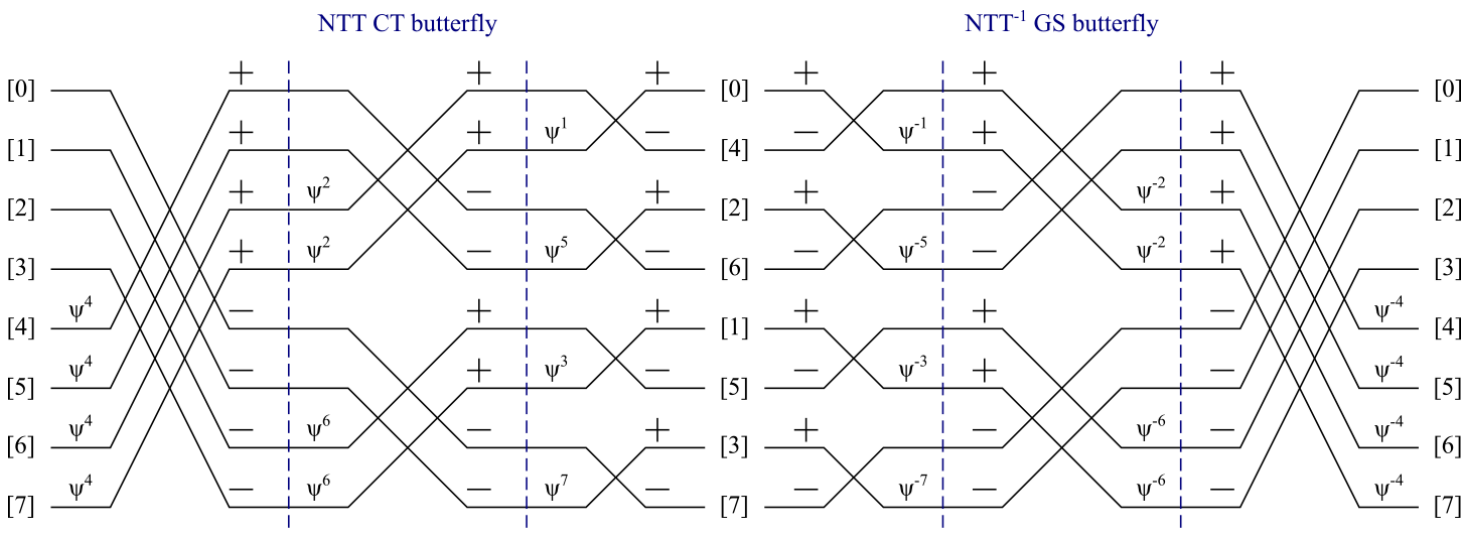 NTT CT butterfly NTT⁻¹ GS butterfly
+ + + + + +
[0] [0] [0]
+ + ψ¹ − − ψ⁻¹ + +
[1] [4] [1]
+ ψ² − + + − ψ⁻² +
[2] [2] [2]
+ ψ² − ψ⁵ − − ψ⁻⁵ − ψ⁻² +
[3] [6] [3]
ψ⁴ − + + + + − ψ⁻⁴
[4] [1] [4]
ψ⁴ − + ψ³ − − ψ⁻³ + − ψ⁻⁴
[5] [5] [5]
ψ⁴ − ψ⁶ − + + − ψ⁻⁶ − ψ⁻⁴
[6] [3] [6]
ψ⁴ − ψ⁶ − ψ⁷ − − ψ⁻⁷ − ψ⁻⁶ − ψ⁻⁴
[7] [7] [7]